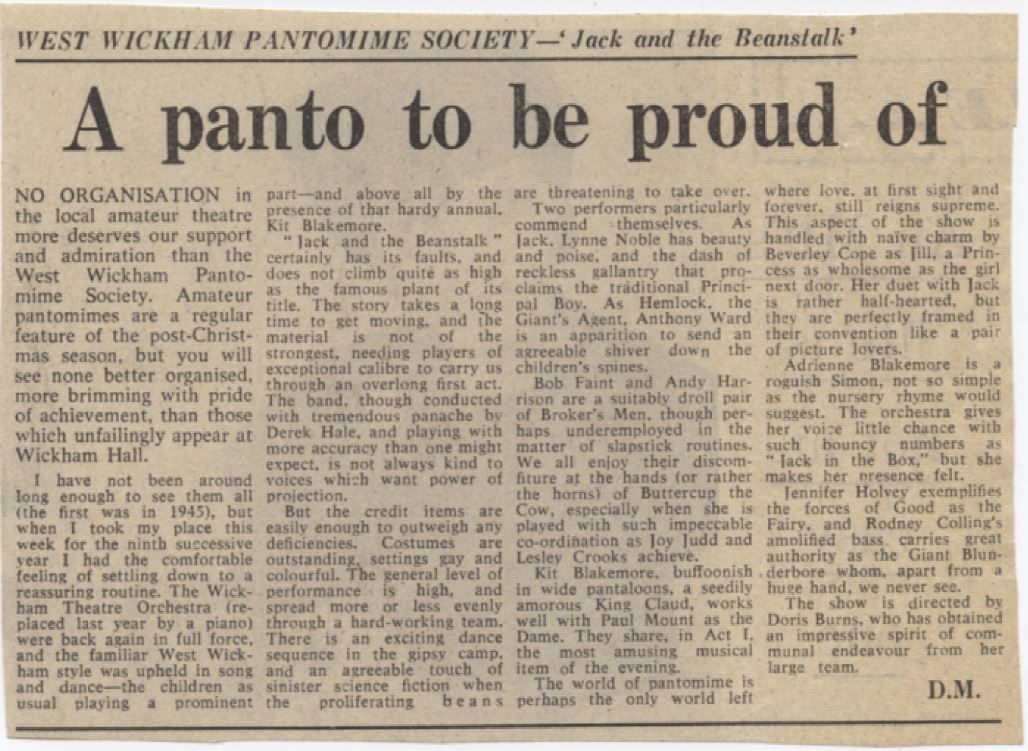 WEST WICKHAM PANTOMIME SOCIETY—‘Jack and the Beanstalk’
A panto to be proud of
NO ORGANISATION in
the local amateur theatre
more deserves our support
and admiration than the
West Wickham Panto-
mime Society. Amateur
pantomimes are a regular
feature of the post-Christ-
mas season, but you will
see none better organised,
more brimming with pride
of achievement, than those
which unfailingly appear at
Wickham Hall.
I have not been around
long enough to see them all
(the first was in 1945), but
when I took my place this
week for the ninth successive
year I had the comfortable
feeling of settling down to a
reassuring routine. The Wick-
ham Theatre Orchestra (re-
placed last year by a piano)
were back again in full force,
and the familiar West Wick-
ham style was upheld in song
and dance—the children as
usual playing a prominent
part—and above all by the
presence of that hardy annual,
Kit Blakemore.
“Jack and the Beanstalk”
certainly has its faults, and
does not climb quite as high
as the famous plant of its
title. The story takes a long
time to get moving, and the
material is not of the
strongest, needing players of
exceptional calibre to carry us
through an overlong first act.
The band, though conducted
with tremendous panache by
Derek Hale, and playing with
more accuracy than one might
expect, is not always kind to
voices which want power of
projection.
But the credit items are
easily enough to outweigh any
deficiencies. Costumes are
outstanding, settings gay and
colourful. The general level of
performance is high, and
spread more or less evenly
through a hard-working team.
There is an exciting dance
sequence in the gipsy camp,
and an agreeable touch of
sinister science fiction when
the proliferating beans
are threatening to take over.
Two performers particularly
commend themselves. As
Jack, Lynne Noble has beauty
and poise, and the dash of
reckless gallantry that pro-
claims the traditional Princi-
pal Boy. As Hemlock, the
Giant's Agent, Anthony Ward
is an apparition to send an
agreeable shiver down the
children's spines.
Bob Faint and Andy Har-
rison are a suitably droll pair
of Broker's Men, though per-
haps underemployed in the
matter of slapstick routines.
We all enjoy their discom-
fiture at the hands (or rather
the horns) of Buttercup the
Cow, especially when she is
played with such impeccable
co-ordination as Joy Judd and
Lesley Crooks achieve.
Kit Blakemore, buffoonish
in wide pantaloons, a seedily
amorous King Claud, works
well with Paul Mount as the
Dame. They share, in Act I,
the most amusing musical
item of the evening.
The world of pantomime is
perhaps the only world left
where love, at first sight and
forever, still reigns supreme.
This aspect of the show is
handled with naïve charm by
Beverley Cope as Jill, a Prin-
cess as wholesome as the girl
next door. Her duet with Jack
is rather half-hearted, but
they are perfectly framed in
their convention like a pair
of picture lovers.
Adrienne Blakemore is a
roguish Simon, not so simple
as the nursery rhyme would
suggest. The orchestra gives
her voice little chance with
such bouncy numbers as
“Jack in the Box,” but she
makes her presence felt.
Jennifer Holvey exemplifies
the forces of Good as the
Fairy, and Rodney Colling's
amolified bass carries great
authority as the Giant Blun-
derbore whom, apart from a
huge hand, we never see.
The show is directed by
Doris Burns, who has obtained
an impressive spirit of com-
munal endeavour from her
large team.
D.M.